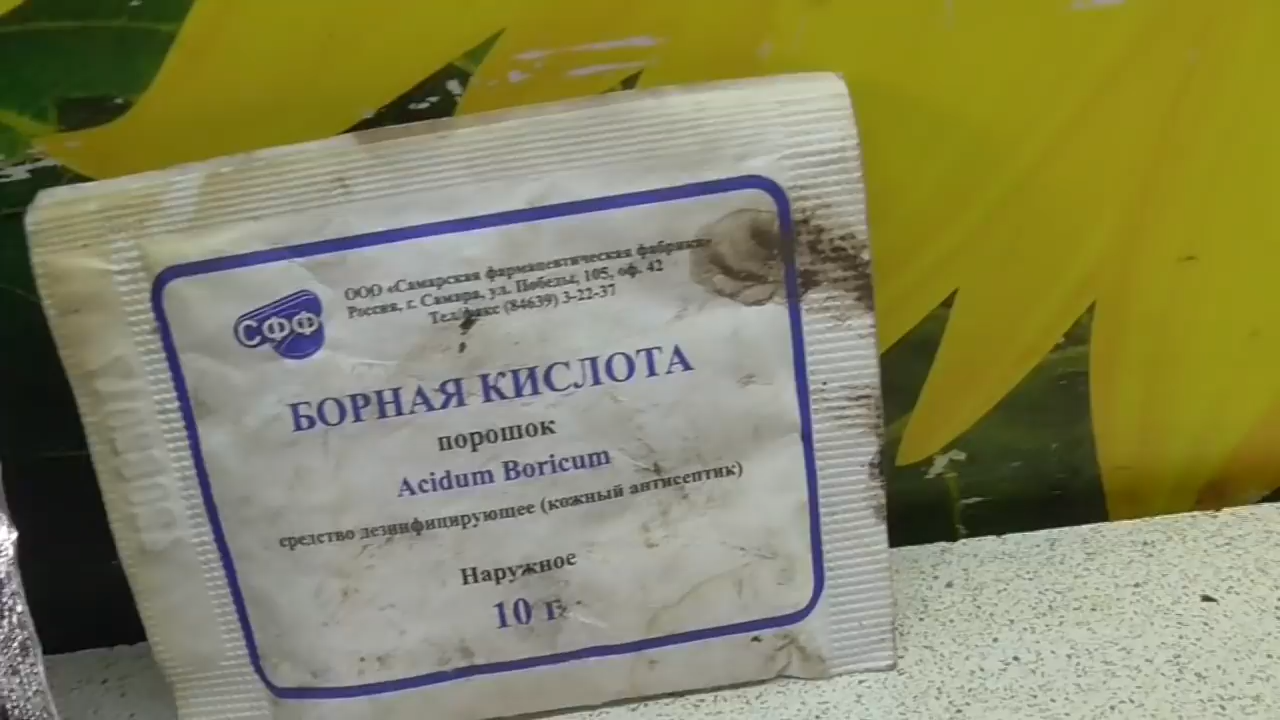 СФФ
ООО «Самарская фармацевтическая фабрика»
Россия, г. Самара, ул. Победы, 105, оф. 42
Тел/факс (84639) 3-22-37
БОРНАЯ КИСЛОТА
порошок
Acidum Boricum
средство дезинфицирующее (кожный антисептик)
Наружное
10 г